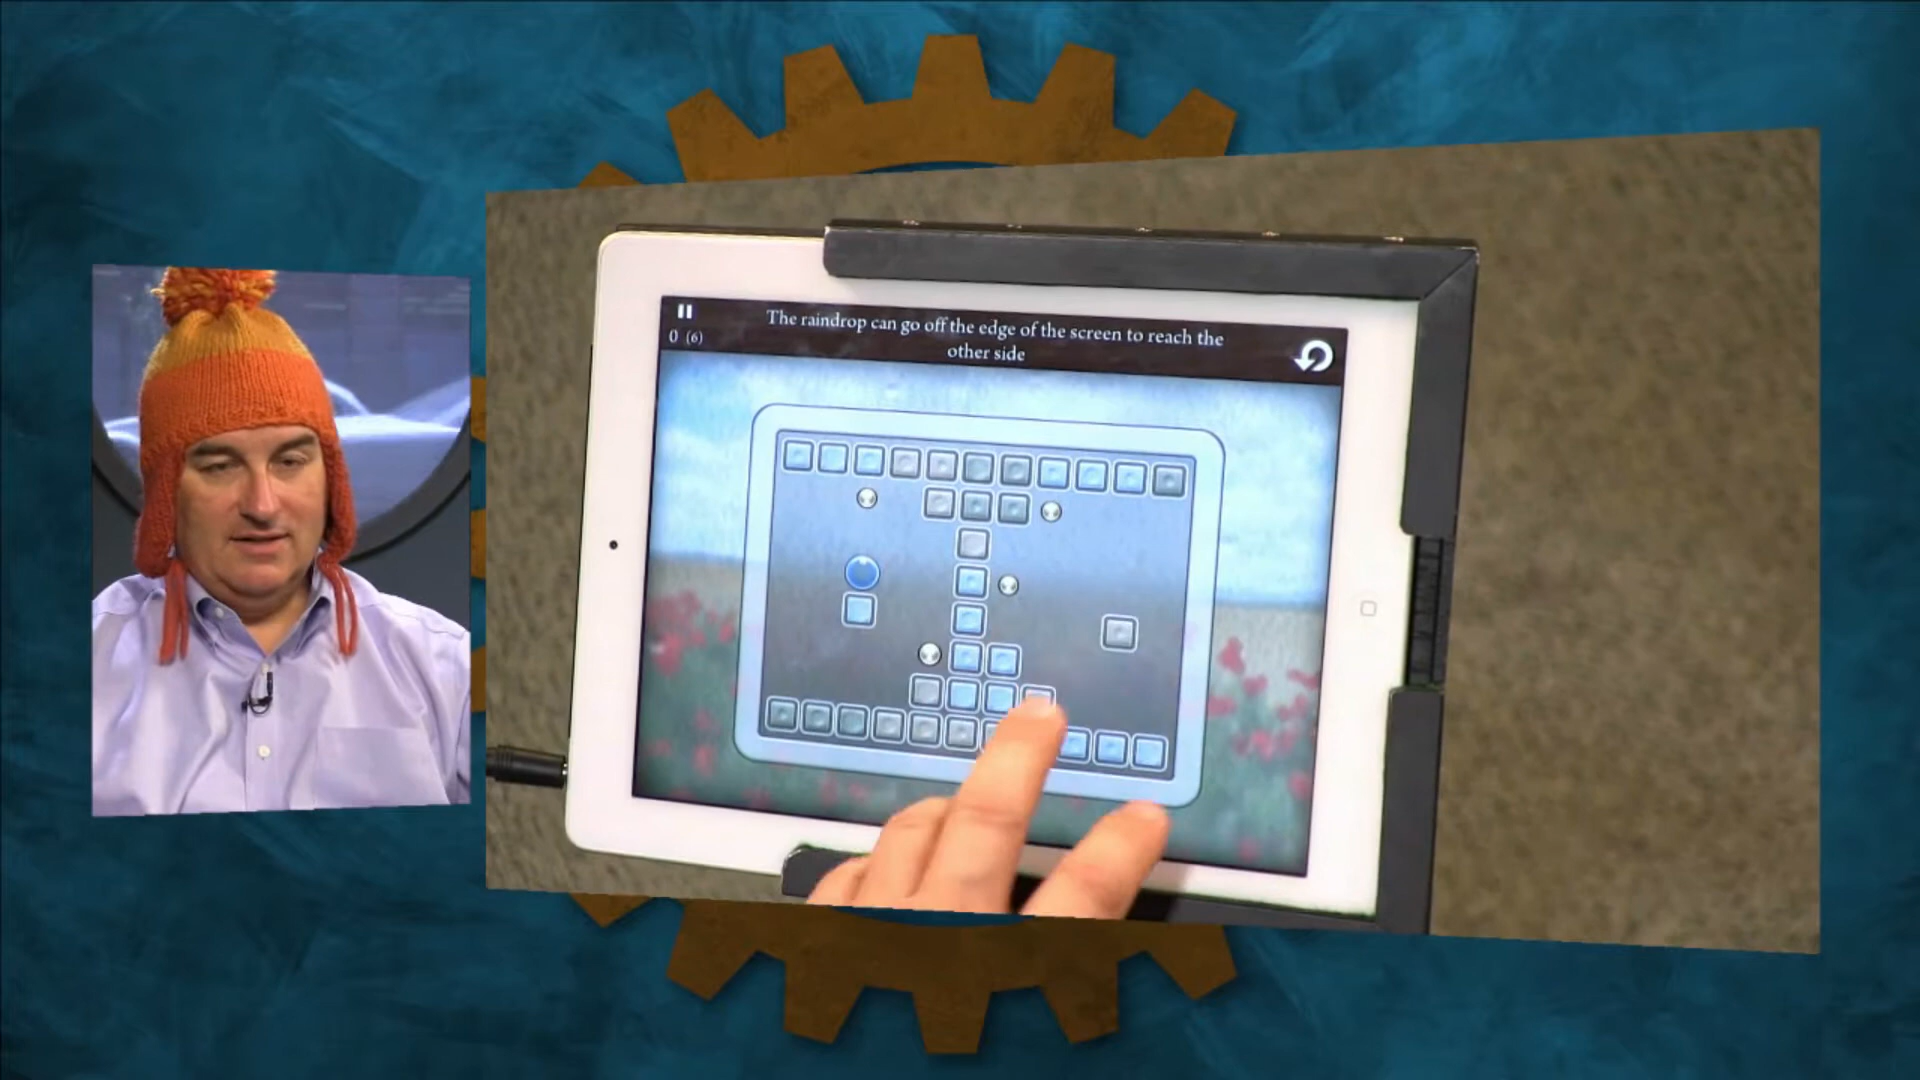 The raindrop can go off the edge of the screen to reach the
other side
0 (6)